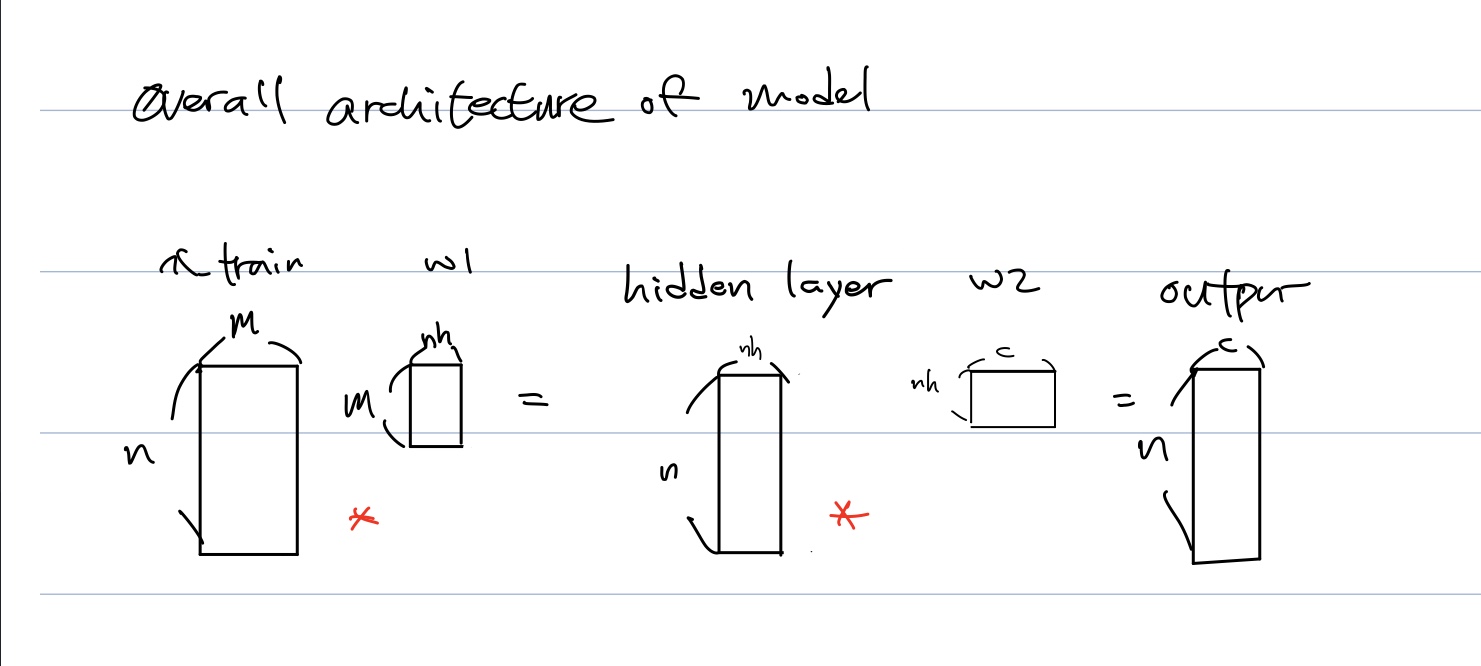 Overall architecture of model
x train w1 hidden layer w2 output
m nh nh c c
m = nh =
n n n
* *